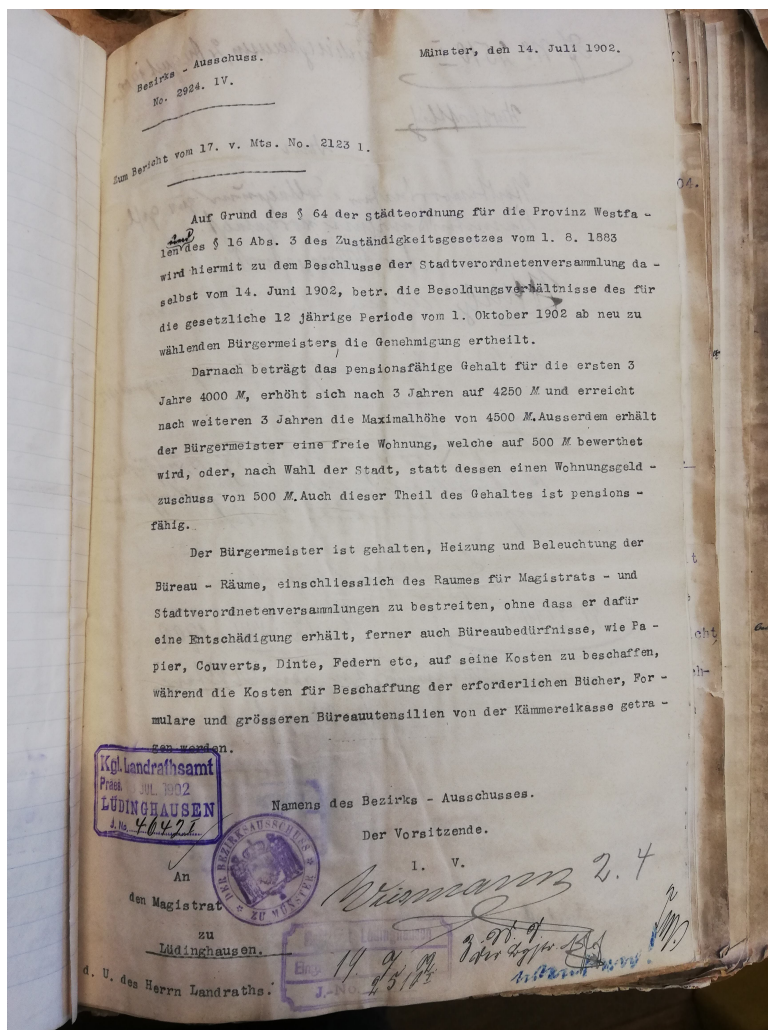 Bezirks - Ausschuss.
No. 2924. IV.
Münster, den 14. Juli 1902.
Zum Bericht vom 17. v. Mts. No. 2123 I.
04.
Auf Grund des § 64 der Städteordnung für die Provinz Westfa -
len und des § 16 Abs. 3 des Zuständigkeitsgesetzes vom 1. 8. 1883
wird hiermit zu dem Beschlusse der Stadtverordnetenversammlung da -
selbst vom 14. Juni 1902, betr. die Besoldungsverhältnisse des für
die gesetzliche 12 jährige Periode vom 1. Oktober 1902 ab neu zu
wählenden Bürgermeisters die Genehmigung ertheilt.
Darnach beträgt das pensionsfähige Gehalt für die ersten 3
Jahre 4000 M, erhöht sich nach 3 Jahren auf 4250 M und erreicht
nach weiteren 3 Jahren die Maximalhöhe von 4500 M. Ausserdem erhält
der Bürgermeister eine freie Wohnung, welche auf 500 M bewerthet
wird, oder, nach Wahl der Stadt, statt dessen einen Wohnungsgeld -
zuschuss von 500 M. Auch dieser Theil des Gehaltes ist pensions -
fähig.
Der Bürgermeister ist gehalten, Heizung und Beleuchtung der
Büreau - Räume, einschliesslich des Raumes für Magistrats - und
Stadtverordnetenversammlungen zu bestreiten, ohne dass er dafür
eine Entschädigung erhält, ferner auch Büreaubedürfnisse, wie Pa -
pier, Couverts, Dinte, Federn etc, auf seine Kosten zu beschaffen,
während die Kosten für Beschaffung der erforderlichen Bücher, For -
mulare und grösseren Büreauutensilien von der Kämmereikasse getra -
gen werden.
Kgl. Landrathsamt
Praes. JUL. 1902
LÜDINGHAUSEN
J. No. 4642 I
Namens des Bezirks - Ausschusses.
Der Vorsitzende.
I. V.
DER BEZIRKSAUSSCHUSS ZU MÜNSTER
2. 4
An
den Magistrat
zu
Lüdinghausen.
19. 7. 02
J.-No.
d. U. des Herrn Landraths.